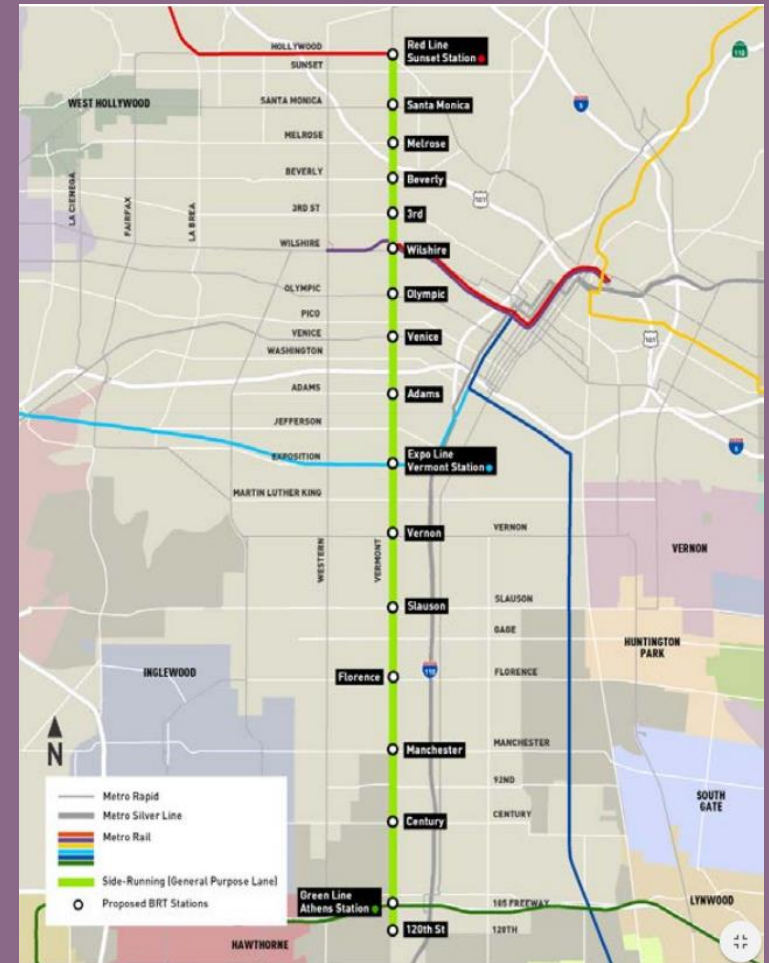 HOLLYWOOD
Red Line
Sunset Station
SUNSET
110
WEST HOLLYWOOD
SANTA MONICA
Santa Monica
5
MELROSE
Melrose
BEVERLY
Beverly
LA CIENEGA
FAIRFAX
LA BREA
101
3RD ST
3rd
WILSHIRE
Wilshire
OLYMPIC
Olympic
PICO
VENICE
Venice
101
WASHINGTON
ADAMS
Adams
JEFFERSON
5
EXPOSITION
Expo Line
Vermont Station
MARTIN LUTHER KING
WESTERN
VERMONT
Vernon
VERNON
VERNON
Slauson
SLAUSON
GAGE
HUNTINGTON
PARK
INGLEWOOD
Florence
110
FLORENCE
N
Manchester
MANCHESTER
92ND
SOUTH
GATE
Century
CENTURY
Metro Rapid
Metro Silver Line
Metro Rail
Side-Running (General Purpose Lane)
Proposed BRT Stations
Green Line
Athens Station
105 FREEWAY
LYNWOOD
120th St
120TH
HAWTHORNE